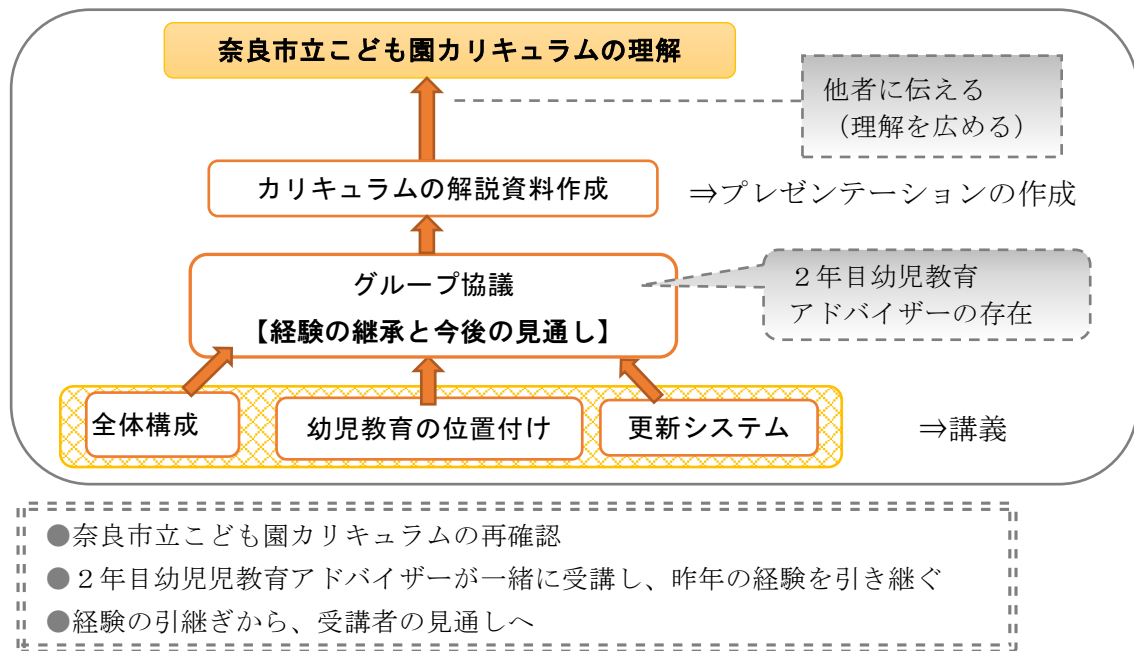 奈良市立こども園カリキュラムの理解
他者に伝える
（理解を広める）
カリキュラムの解説資料作成
⇒プレゼンテーションの作成
グループ協議
【経験の継承と今後の見通し】
２年目幼児教育
アドバイザーの存在
全体構成
幼児教育の位置付け
更新システム
⇒講義
●奈良市立こども園カリキュラムの再確認
●２年目幼児児教育アドバイザーが一緒に受講し、昨年の経験を引き継ぐ
●経験の引継ぎから、受講者の見通しへ